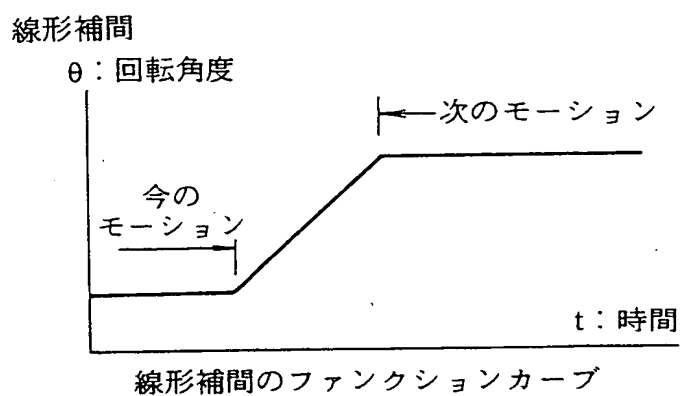 線形補間
θ：回転角度
次のモーション
今の
モーション
t：時間
線形補間のファンクションカーブ